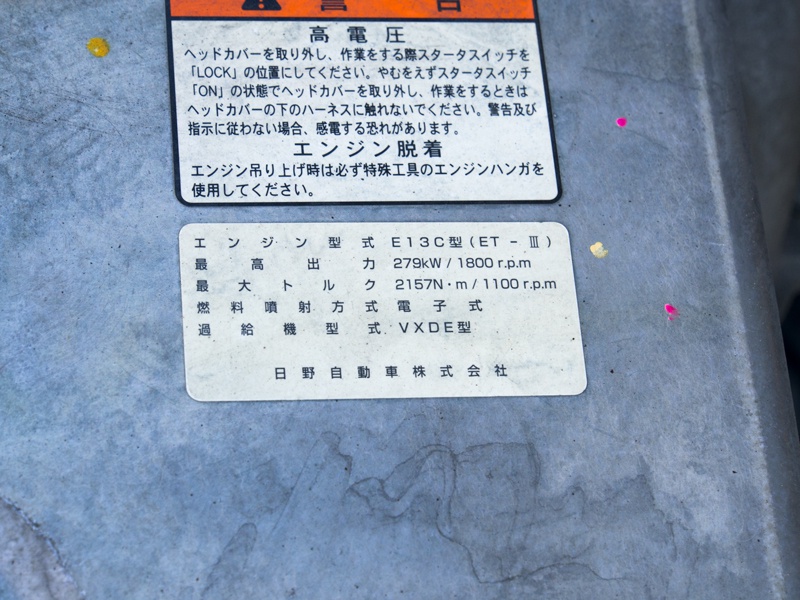 警告
高電圧
ヘッドカバーを取り外し、作業をする際スタータスイッチを
「LOCK」の位置にしてください。やむをえずスタータスイッチ
「ON」の状態でヘッドカバーを取り外し、作業をするときは
ヘッドカバーの下のハーネスに触れないでください。警告及び
指示に従わない場合、感電する恐れがあります。
エンジン脱着
エンジン吊り上げ時は必ず特殊工具のエンジンハンガを
使用してください。
エンジン型式 E13C型(ET-Ⅲ)
最高出力 279kW/1800 r.p.m
最大トルク 2157N・m/1100 r.p.m
燃料噴射方式 電子式
過給機型式 VXDE型
日野自動車株式会社